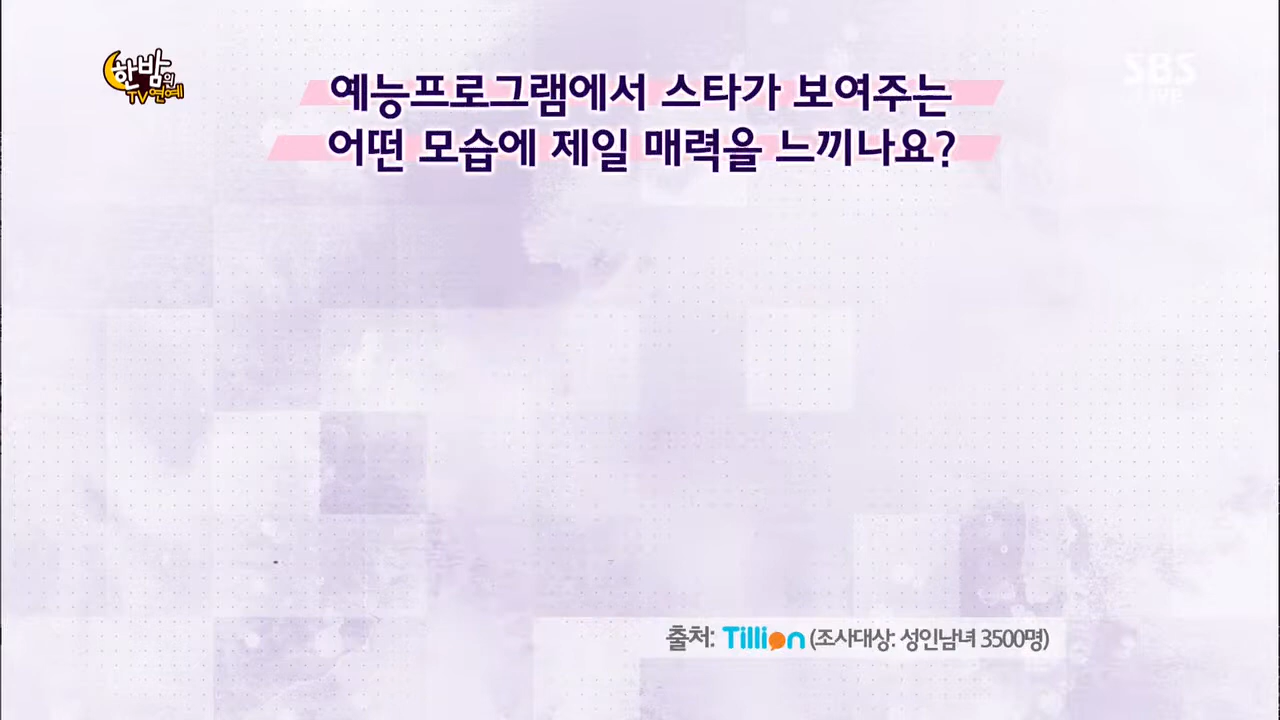 한밤의
TV연예
SBS
LIVE
예능프로그램에서 스타가 보여주는
어떤 모습에 제일 매력을 느끼나요?
출처: Tillion (조사대상: 성인남녀 3500명)